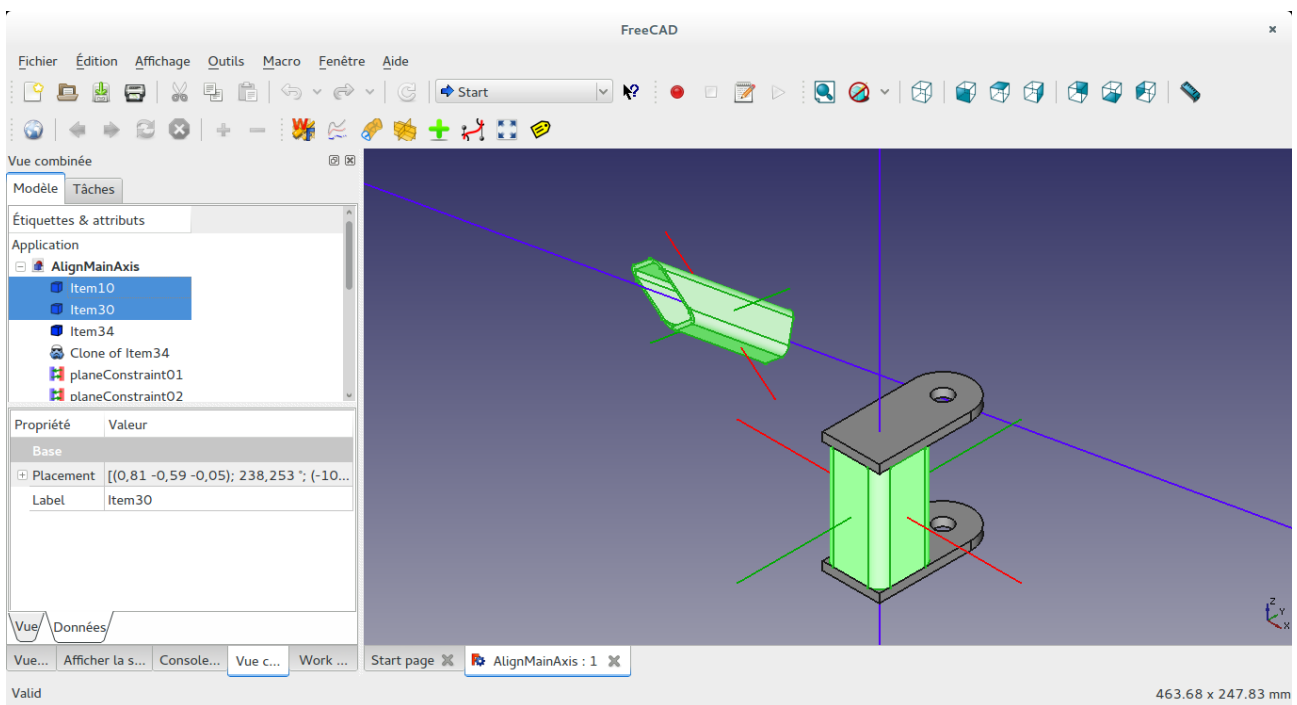 FreeCAD
Fichier Édition Affichage Outils Macro Fenêtre Aide
Start
Vue combinée
Modèle Tâches
Étiquettes & attributs
Application
AlignMainAxis
Item10
Item30
Item34
Clone of Item34
planeConstraint01
planeConstraint02
Propriété Valeur
Base
Placement [(0,81 -0,59 -0,05); 238,253 °; (-10...
Label Item30
Vue Données
Vue... Afficher la s... Console... Vue c... Work ...
Start page AlignMainAxis : 1
Z
Y
X
Valid 463.68 x 247.83 mm